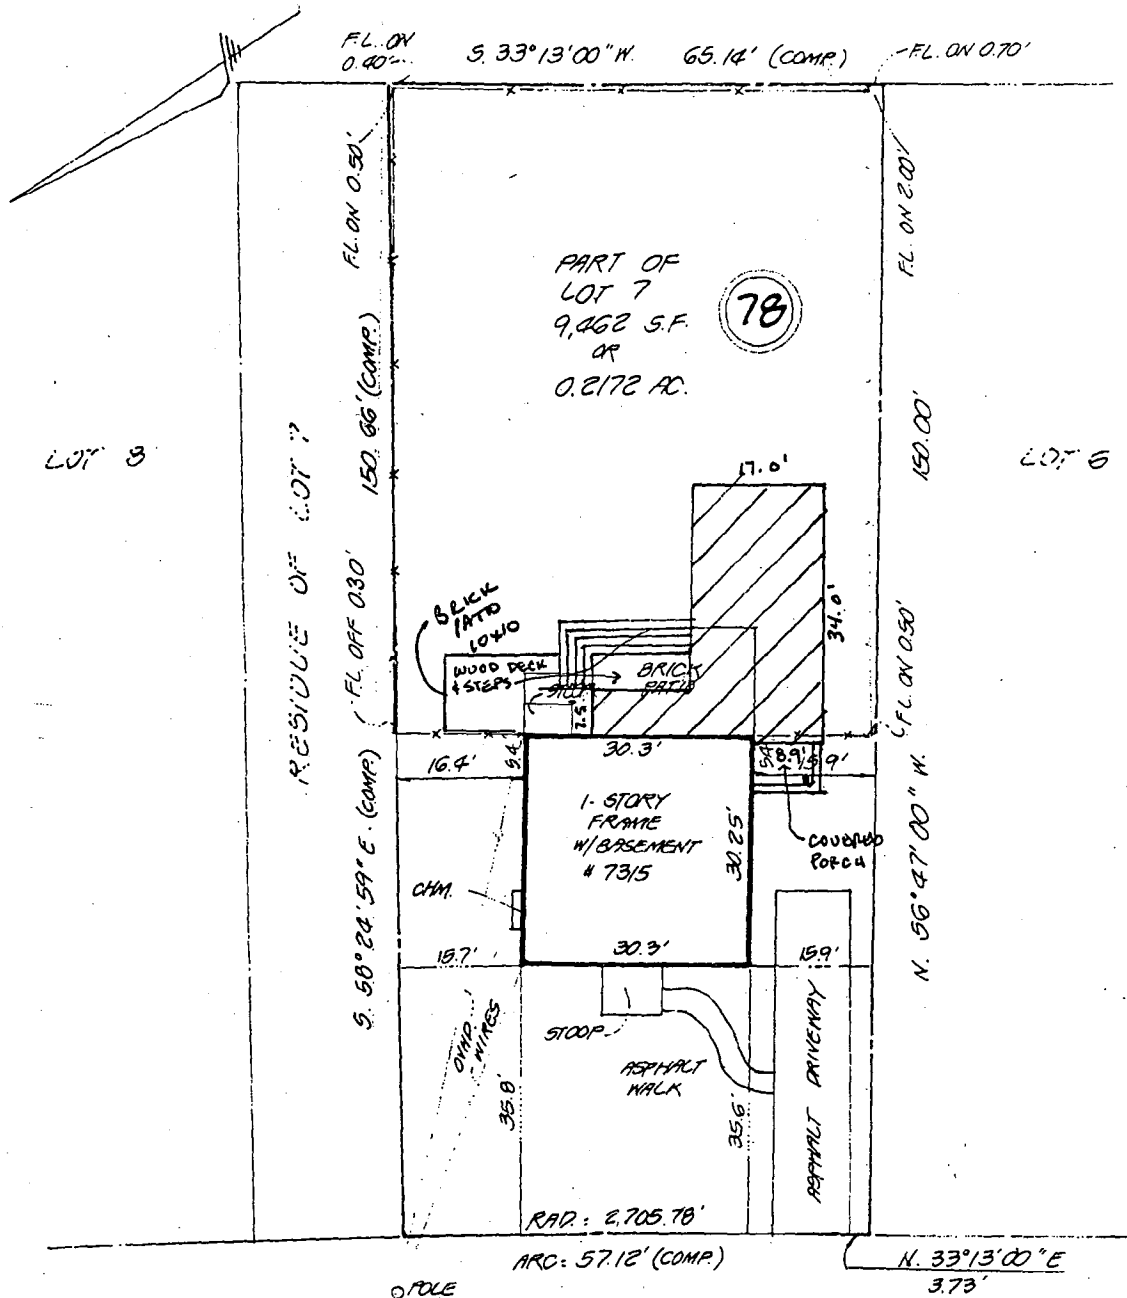 F.L. ON
0.40'
S. 33°13'00" W. 65.14' (COMP.)
F.L. ON 0.70'
F.L. ON 0.50'
F.L. ON 2.00'
PART OF
LOT 7
9,462 S.F.
OR
0.2172 AC.
78
150.66' (COMP.)
150.00'
LOT 8
RESIDUE OF LOT 7
LOT 6
17.0'
34.0'
F.L. OFF 0.30'
F.L. ON 0.50'
BRICK
PATIO
10x10
WOOD DECK
& STEPS
BRICK
PATIO
7.5'
16.4'
5.4'
30.3'
5.4'
8.9'
15.9'
1-STORY
FRAME
W/BASEMENT
# 7315
30.25'
COVERED
PORCH
CHM.
S. 58°24'59" E.
(COMP.)
N. 56°47'00" W.
15.7'
30.3'
15.9'
STOOP
OVHD.
WIRES
ASPHALT
WALK
ASPHALT DRIVEWAY
35.8'
35.6'
RAD.: 2,705.78'
ARC: 57.12' (COMP.)
N. 33°13'00" E
3.73'
POLE